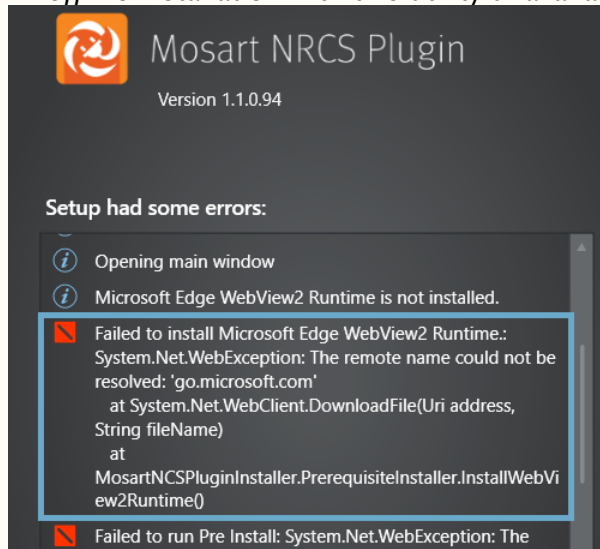 Mosart NRCS Plugin
Version 1.1.0.94
Setup had some errors:
Opening main window
Microsoft Edge WebView2 Runtime is not installed.
Failed to install Microsoft Edge WebView2 Runtime.:
System.Net.WebException: The remote name could not be
resolved: 'go.microsoft.com'
at System.Net.WebClient.DownloadFile(Uri address,
String fileName)
at
MosartNCSPluginInstaller.PrerequisiteInstaller.InstallWebVi
ew2Runtime()
Failed to run Pre Install: System.Net.WebException: The